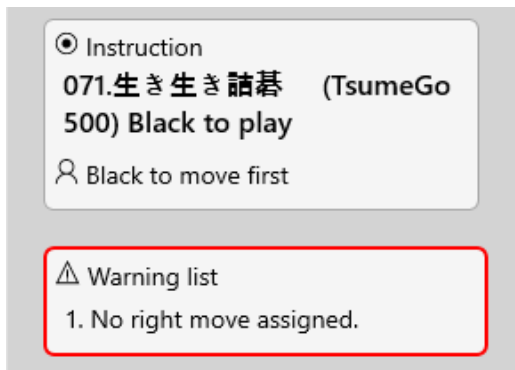 Instruction
071.生き生き詰碁 (TsumeGo
500) Black to play
Black to move first
Warning list
1. No right move assigned.